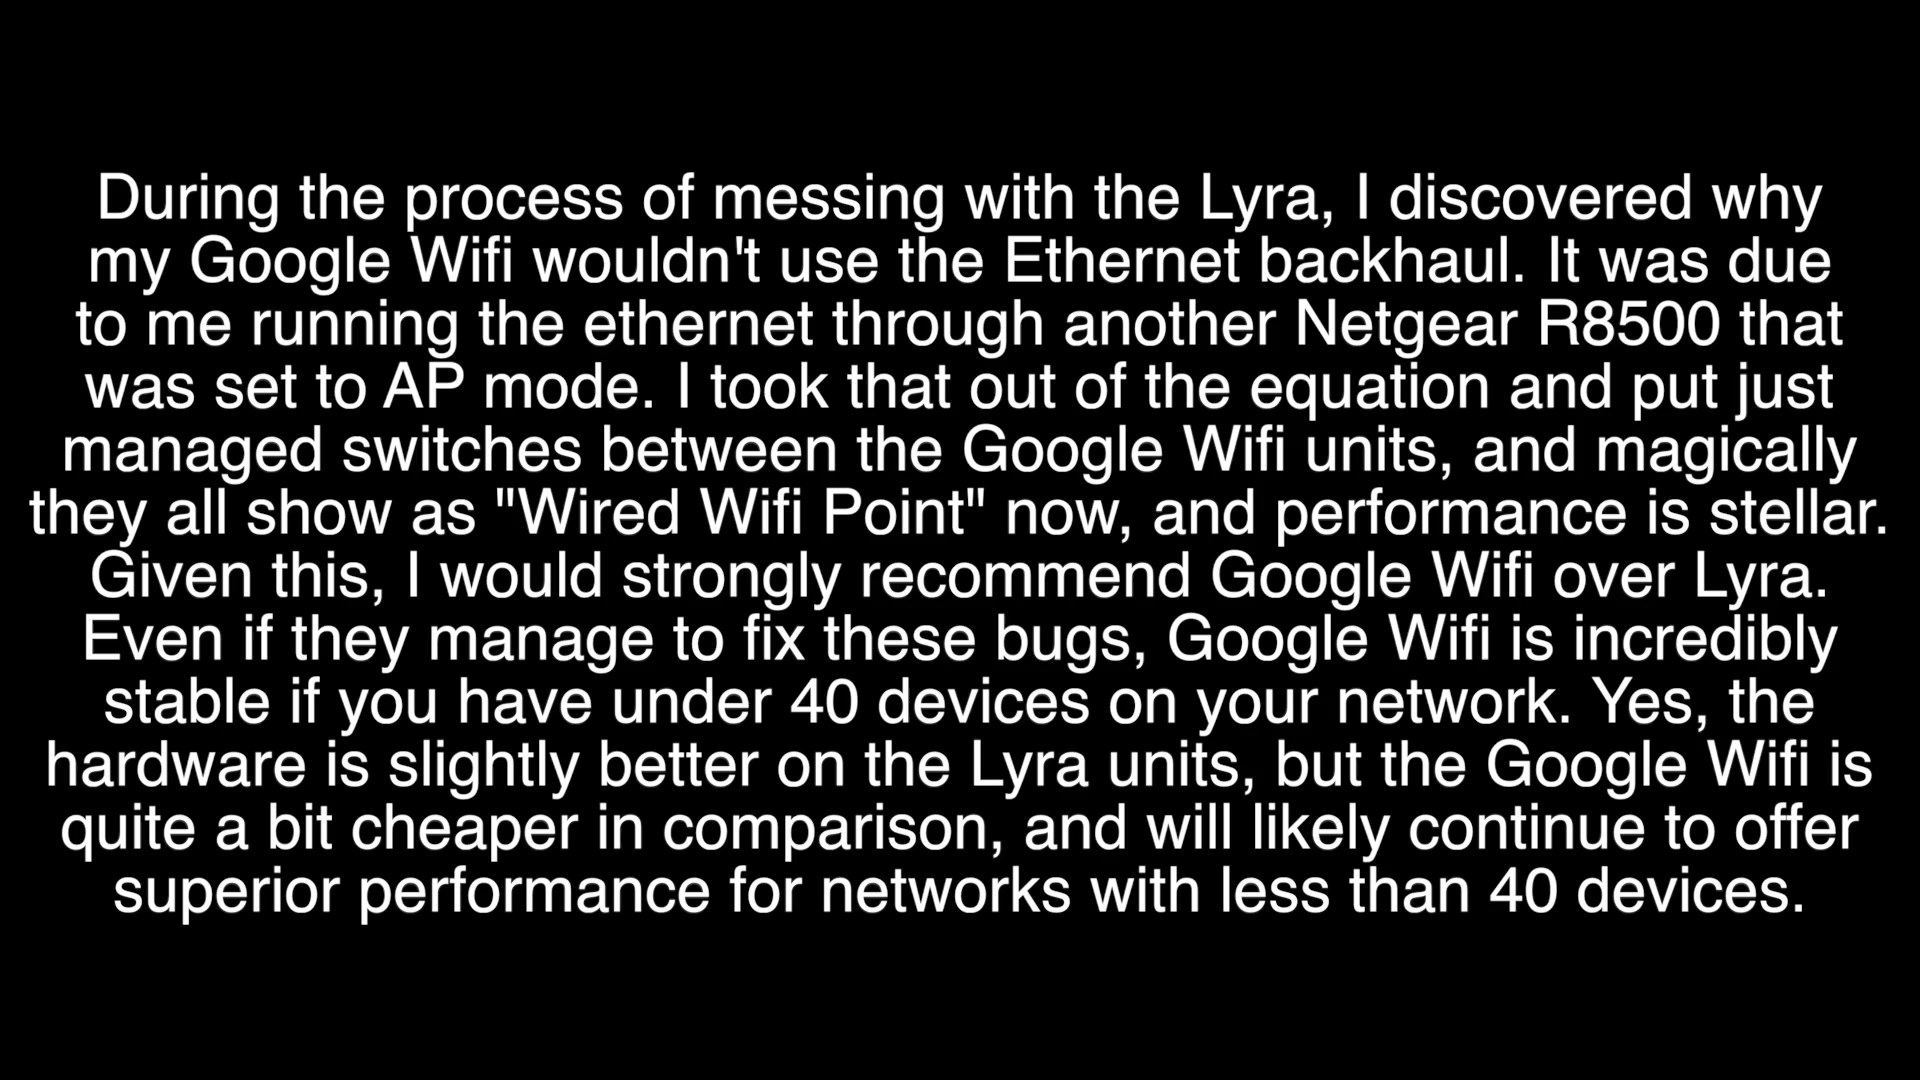 During the process of messing with the Lyra, I discovered why
my Google Wifi wouldn't use the Ethernet backhaul. It was due
to me running the ethernet through another Netgear R8500 that
was set to AP mode. I took that out of the equation and put just
managed switches between the Google Wifi units, and magically
they all show as "Wired Wifi Point" now, and performance is stellar.
Given this, I would strongly recommend Google Wifi over Lyra.
Even if they manage to fix these bugs, Google Wifi is incredibly
stable if you have under 40 devices on your network. Yes, the
hardware is slightly better on the Lyra units, but the Google Wifi is
quite a bit cheaper in comparison, and will likely continue to offer
superior performance for networks with less than 40 devices.